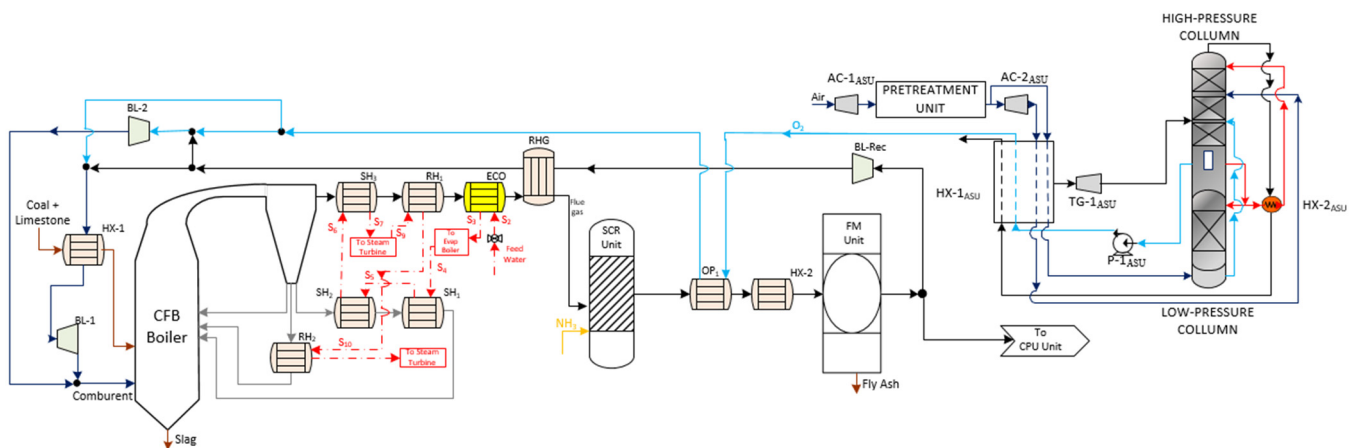 HIGH-PRESSURE
COLLUMN
AC-1ASU
AC-2ASU
Air
PRETREATMENT
UNIT
BL-2
O2
RHG
BL-Rec
SH3
RH1
ECO
HX-1ASU
TG-1ASU
HX-2ASU
Coal +
Limestone
HX-1
Flue
gas
S6
S7
S9
S3
S2
To Steam
Turbine
To
Evap
Boiler
Feed
Water
SCR
Unit
FM
Unit
P-1ASU
S5
S4
OP1
HX-2
SH2
SH1
CFB
Boiler
BL-1
NH3
LOW-PRESSURE
COLUMN
RH2
S10
To Steam
Turbine
To
CPU Unit
Comburent
Fly Ash
Slag